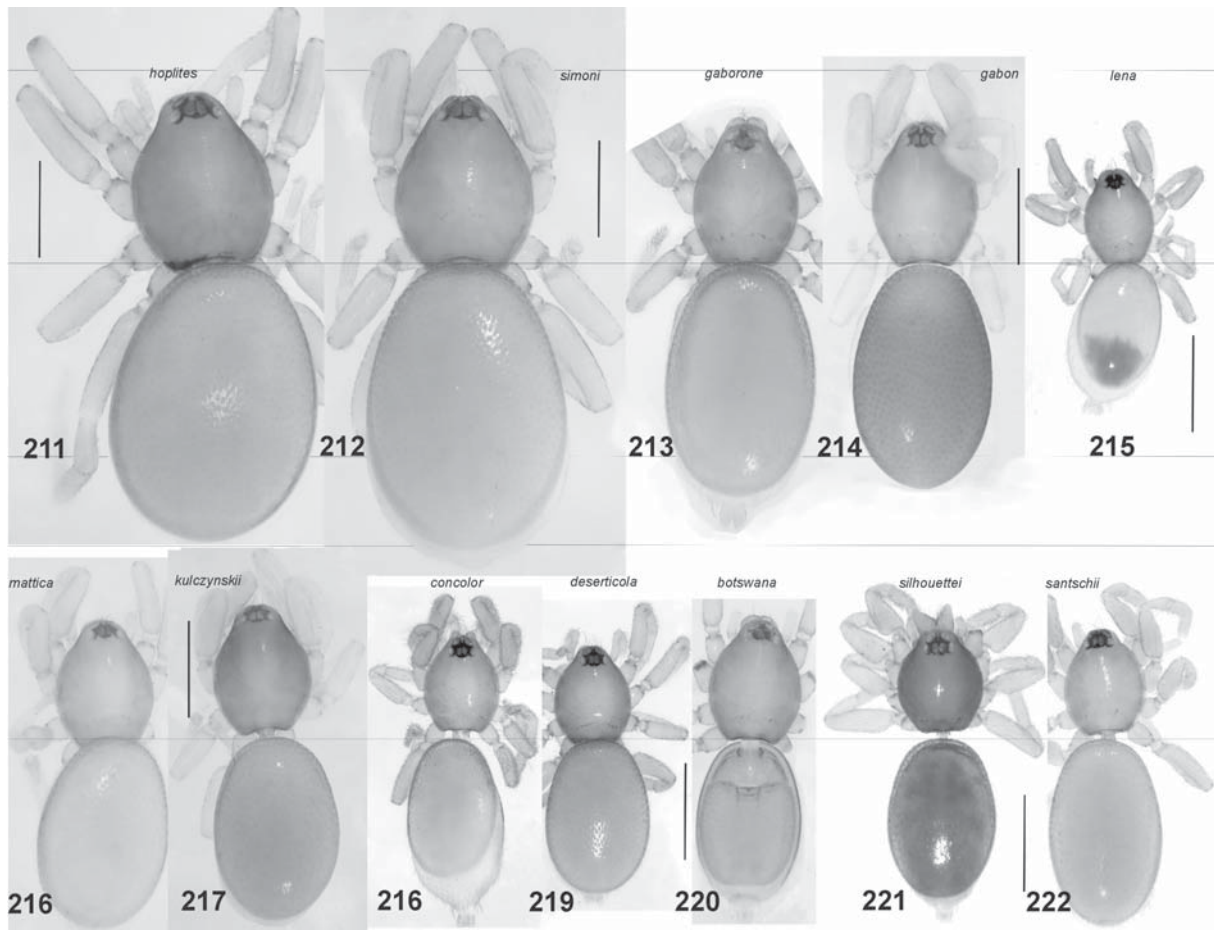 hoplites
simoni
gaborone
gabon
lena
211
212
213
214
215
mattica
kulczynskii
concolor
deserticola
botswana
silhouettei
santschii
216
217
216
219
220
221
222